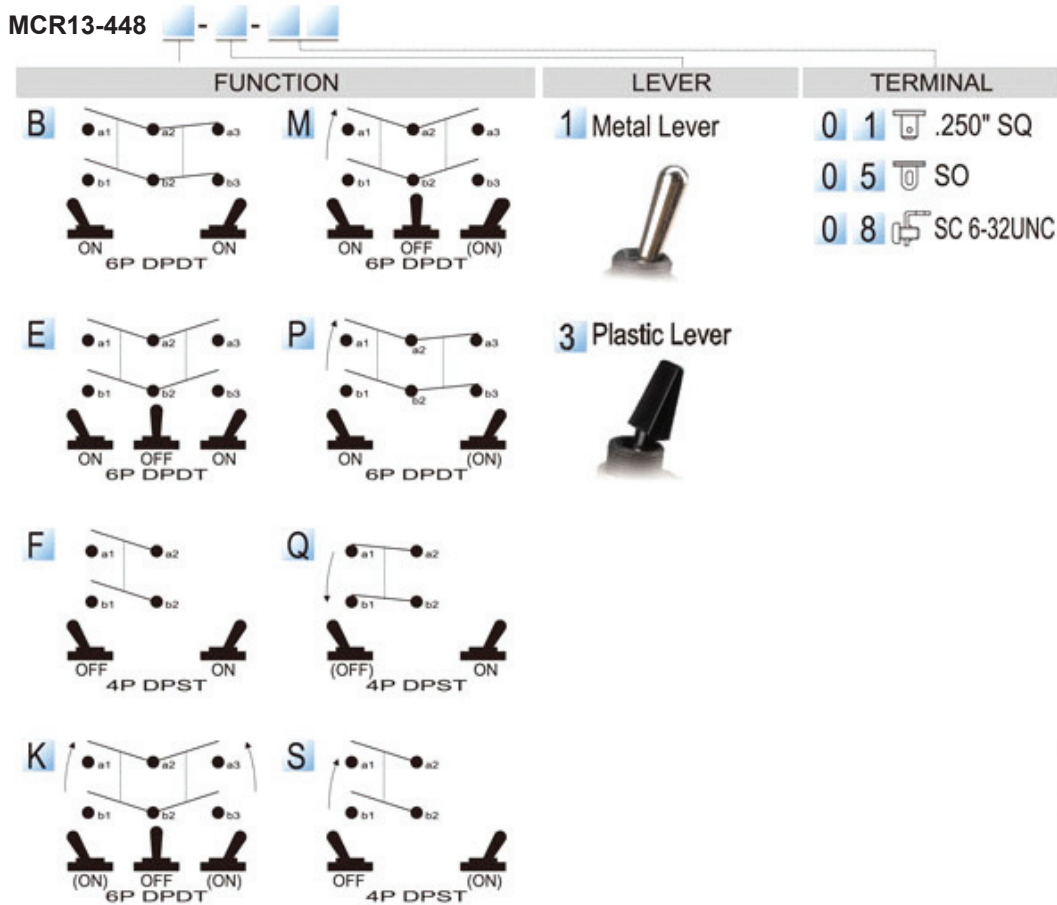 MCR13-448 - -
FUNCTION LEVER TERMINAL
B a1 a2 a3
b1 b2 b3
ON ON
6P DPDT
M a1 a2 a3
b1 b2 b3
ON OFF (ON)
6P DPDT
E a1 a2 a3
b1 b2 b3
ON OFF ON
6P DPDT
P a1 a2 a3
b1 b2 b3
ON (ON)
6P DPDT
F a1 a2
b1 b2
OFF ON
4P DPST
Q a1 a2
b1 b2
(OFF) ON
4P DPST
K a1 a2 a3
b1 b2 b3
(ON) OFF (ON)
6P DPDT
S a1 a2
b1 b2
OFF (ON)
4P DPST
1 Metal Lever
3 Plastic Lever
0 1 .250" SQ
0 5 SO
0 8 SC 6-32UNC